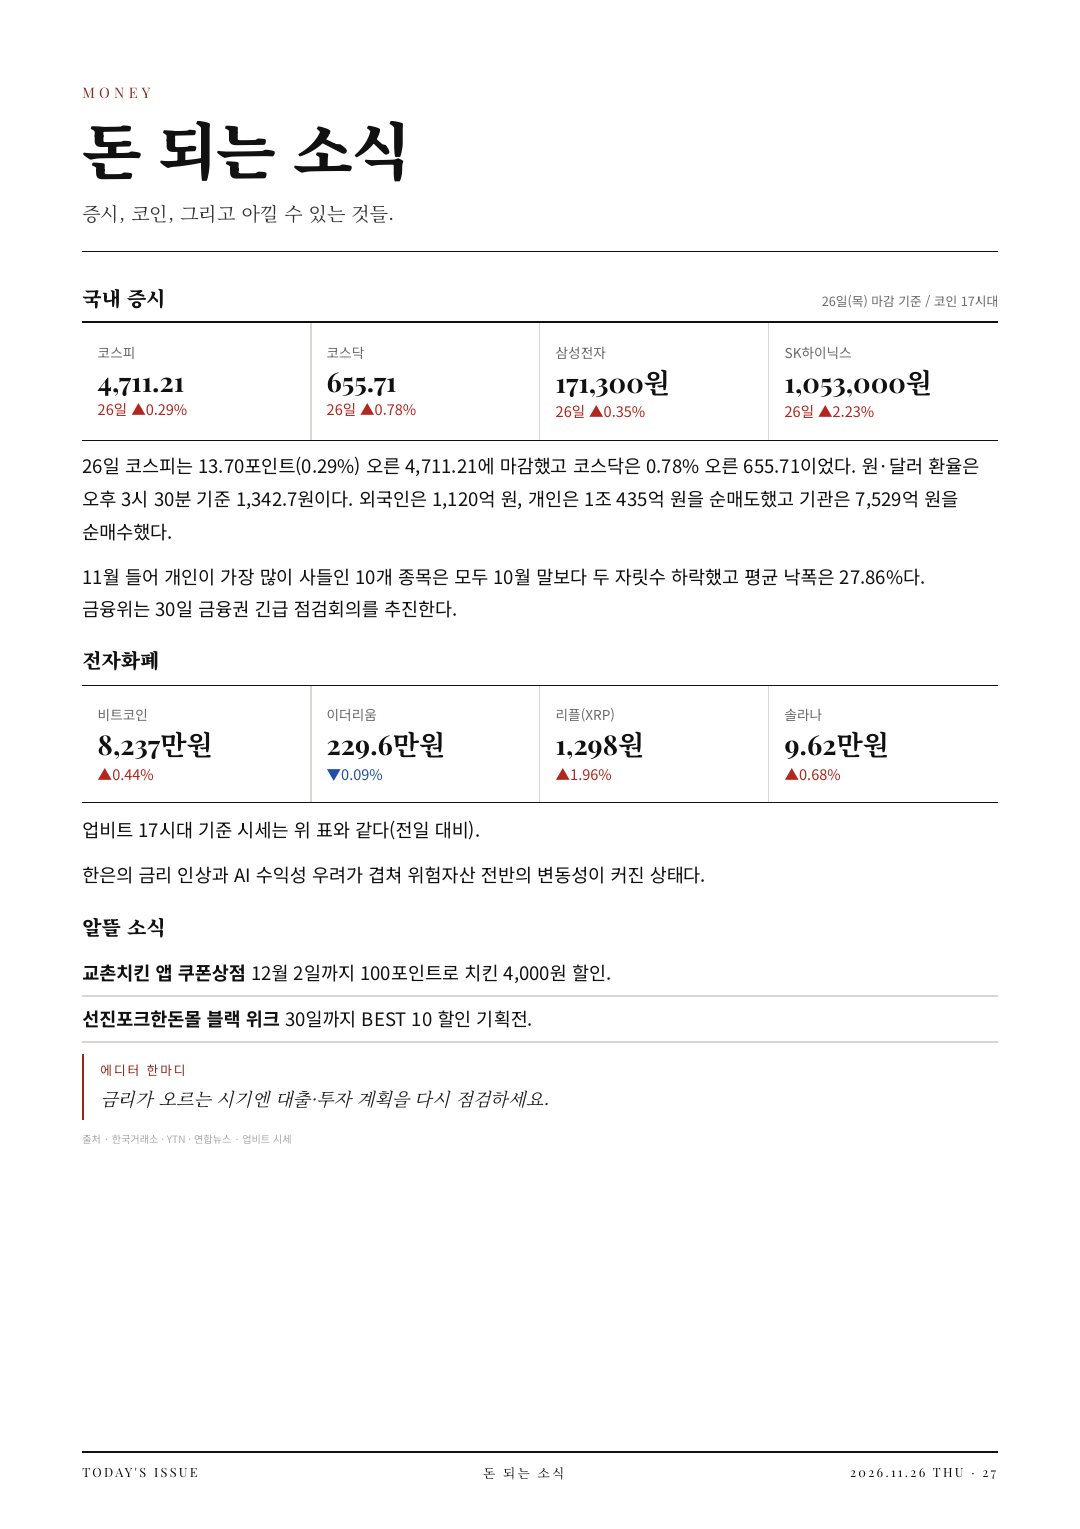 MONEY
돈 되는 소식
증시, 코인, 그리고 아낄 수 있는 것들.
국내 증시
26일(목) 마감 기준 / 코인 17시대
코스피
4,711.21
26일 ▲0.29%
코스닥
655.71
26일 ▲0.78%
삼성전자
171,300원
26일 ▲0.35%
SK하이닉스
1,053,000원
26일 ▲2.23%
26일 코스피는 13.70포인트(0.29%) 오른 4,711.21에 마감했고 코스닥은 0.78% 오른 655.71이었다. 원·달러 환율은
오후 3시 30분 기준 1,342.7원이다. 외국인은 1,120억 원, 개인은 1조 435억 원을 순매도했고 기관은 7,529억 원을
순매수했다.
11월 들어 개인이 가장 많이 사들인 10개 종목은 모두 10월 말보다 두 자릿수 하락했고 평균 낙폭은 27.86%다.
금융위는 30일 금융권 긴급 점검회의를 추진한다.
전자화폐
비트코인
8,237만원
▲0.44%
이더리움
229.6만원
▼0.09%
리플(XRP)
1,298원
▲1.96%
솔라나
9.62만원
▲0.68%
업비트 17시대 기준 시세는 위 표와 같다(전일 대비).
한은의 금리 인상과 AI 수익성 우려가 겹쳐 위험자산 전반의 변동성이 커진 상태다.
알뜰 소식
교촌치킨 앱 쿠폰상점 12월 2일까지 100포인트로 치킨 4,000원 할인.
선진포크한돈몰 블랙 위크 30일까지 BEST 10 할인 기획전.
에디터 한마디
금리가 오르는 시기엔 대출·투자 계획을 다시 점검하세요.
출처 · 한국거래소 · YTN · 연합뉴스 · 업비트 시세
TODAY'S ISSUE
돈 되는 소식
2026.11.26 THU · 27